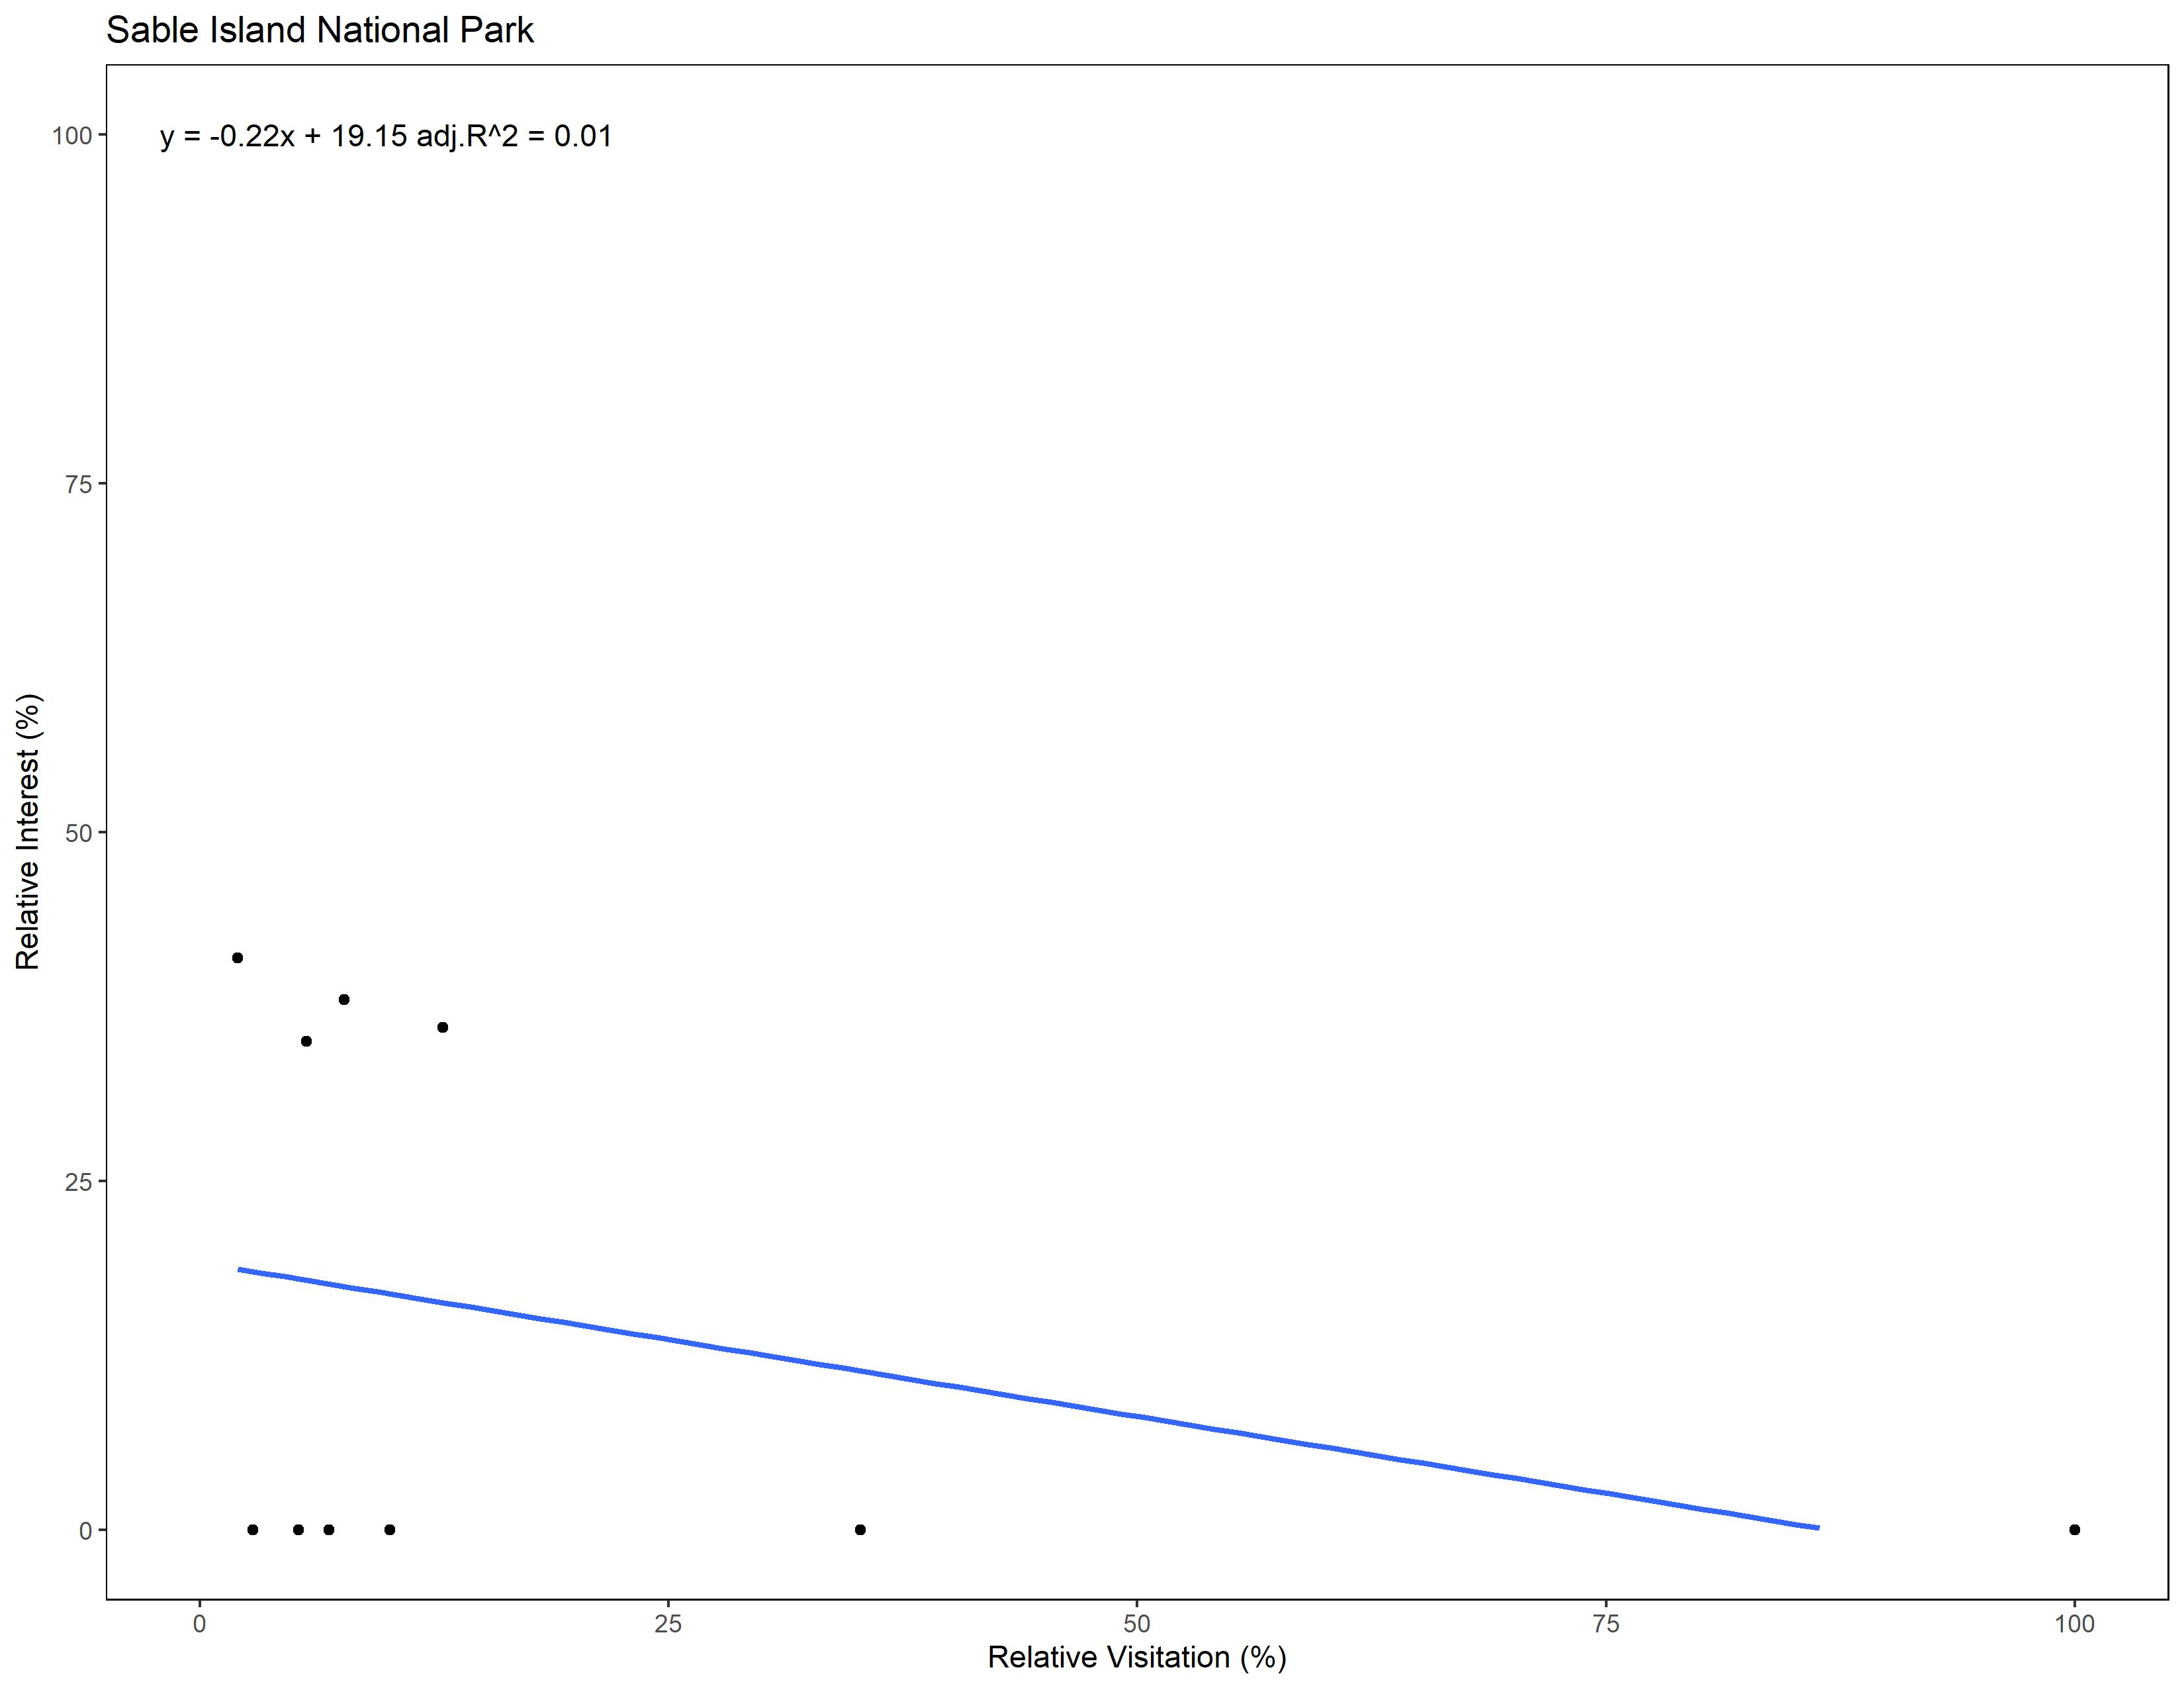 Sable Island National Park
y = -0.22x + 19.15 adj.R^2 = 0.01
100
75
50
25
0
Relative Interest (%)
0 25 50 75 100
Relative Visitation (%)